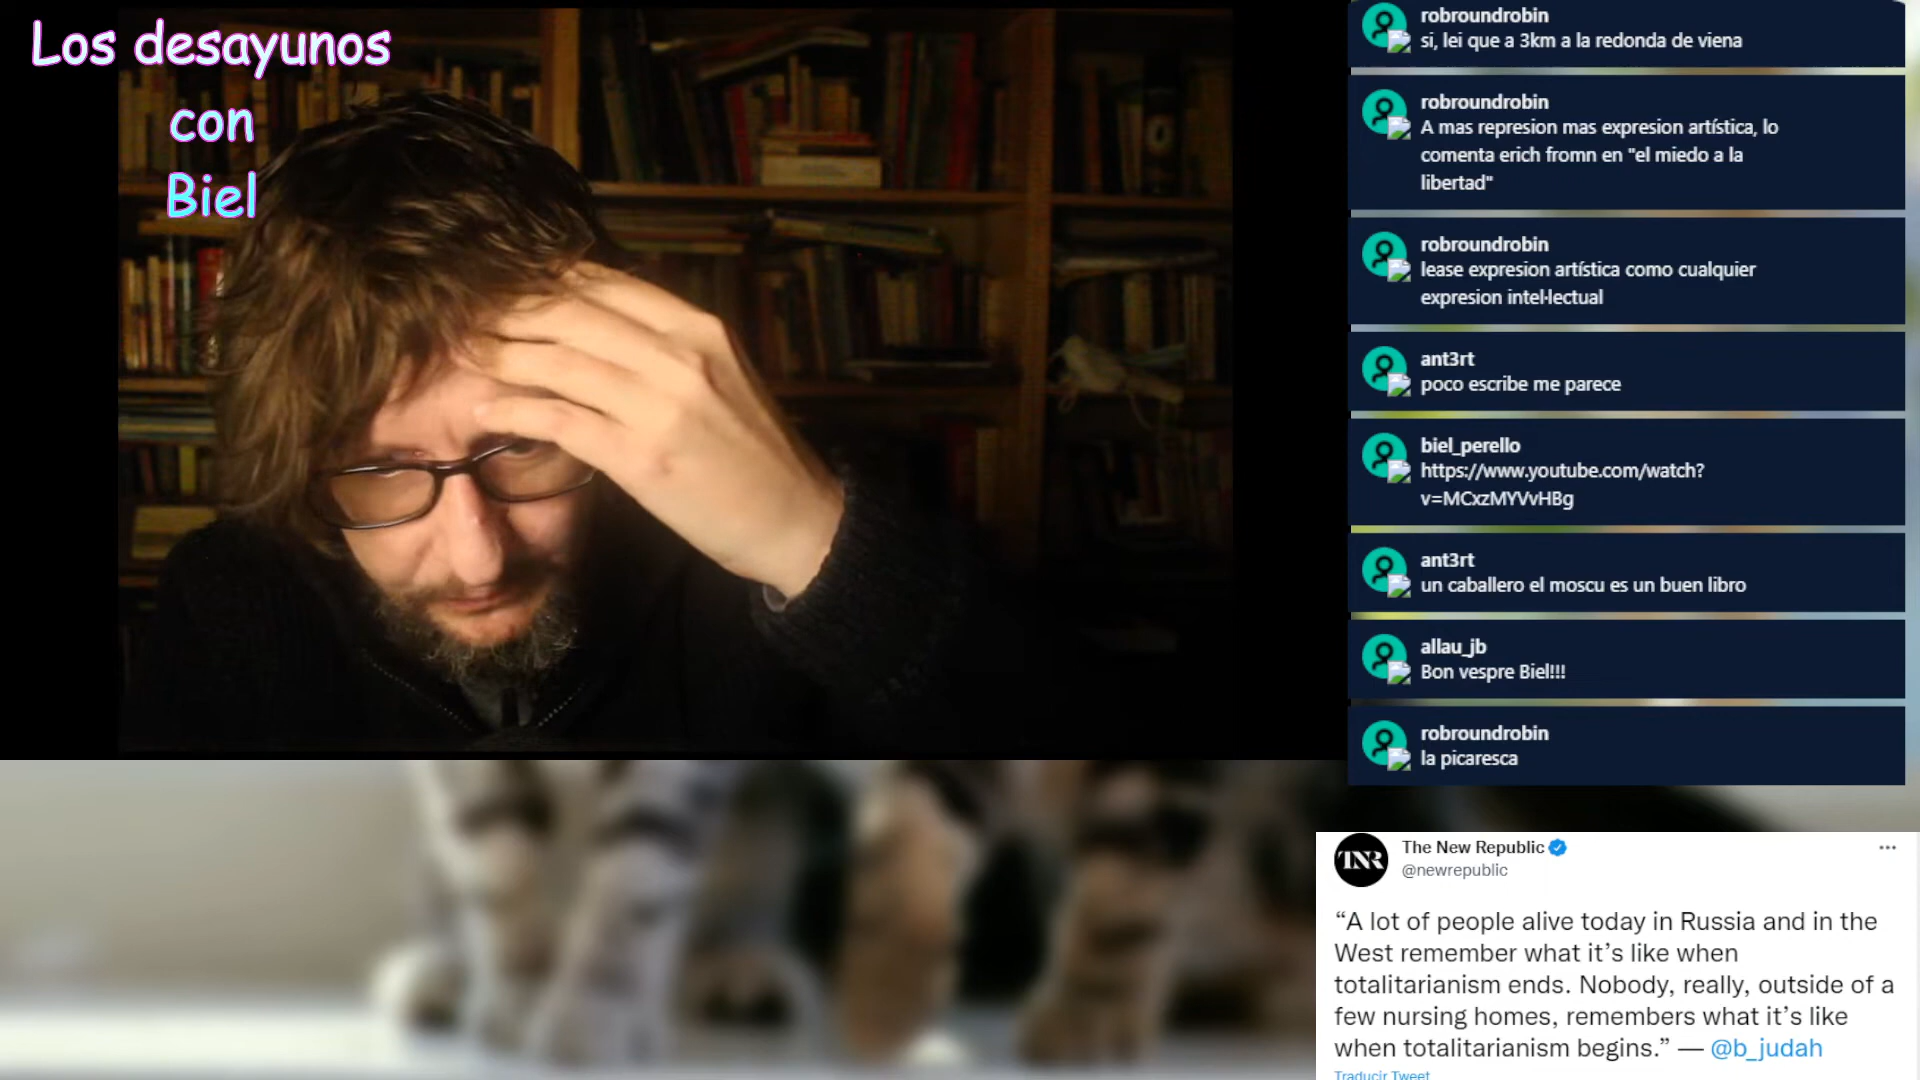 Los desayunos
con
Biel
robroundrobin
si, lei que a 3km a la redonda de viena
robroundrobin
A mas represion mas expresion artística, lo
comenta erich fromn en "el miedo a la
libertad"
robroundrobin
lease expresion artística como cualquier
expresion intel·lectual
ant3rt
poco escribe me parece
biel_perello
https://www.youtube.com/watch?
v=MCxzMYVvHBg
ant3rt
un caballero el moscu es un buen libro
allau_jb
Bon vespre Biel!!!
robroundrobin
la picaresca
TNR
The New Republic
@newrepublic
“A lot of people alive today in Russia and in the
West remember what it’s like when
totalitarianism ends. Nobody, really, outside of a
few nursing homes, remembers what it’s like
when totalitarianism begins.” — @b_judah
Traducir Tweet